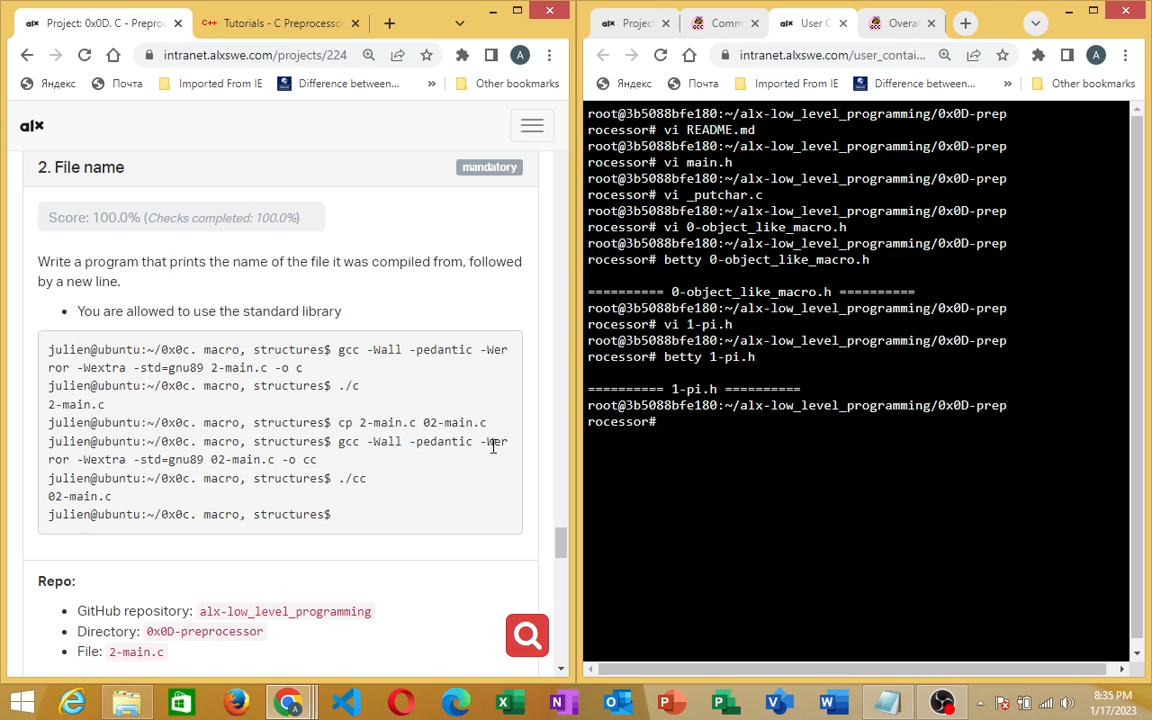 Project: 0x0D. C - Preproc
Tutorials - C Preprocessor
intranet.alxswe.com/projects/224
A
Яндекс
Почта
Imported From IE
Difference between...
»
Other bookmarks
alx
2. File name
mandatory
Score: 100.0% (Checks completed: 100.0%)
Write a program that prints the name of the file it was compiled from, followed
by a new line.
• You are allowed to use the standard library
julien@ubuntu:~/0x0c. macro, structures$ gcc -Wall -pedantic -Wer
ror -Wextra -std=gnu89 2-main.c -o c
julien@ubuntu:~/0x0c. macro, structures$ ./c
2-main.c
julien@ubuntu:~/0x0c. macro, structures$ cp 2-main.c 02-main.c
julien@ubuntu:~/0x0c. macro, structures$ gcc -Wall -pedantic -Wer
ror -Wextra -std=gnu89 02-main.c -o cc
julien@ubuntu:~/0x0c. macro, structures$ ./cc
02-main.c
julien@ubuntu:~/0x0c. macro, structures$
Repo:
• GitHub repository: alx-low_level_programming
• Directory: 0x0D-preprocessor
• File: 2-main.c
Project
Comm
User C
Overal
intranet.alxswe.com/user_contai...
A
Яндекс
Почта
Imported From IE
Difference between...
»
Other bookmarks
root@3b5088bfe180:~/alx-low_level_programming/0x0D-prep
rocessor# vi README.md
root@3b5088bfe180:~/alx-low_level_programming/0x0D-prep
rocessor# vi main.h
root@3b5088bfe180:~/alx-low_level_programming/0x0D-prep
rocessor# vi _putchar.c
root@3b5088bfe180:~/alx-low_level_programming/0x0D-prep
rocessor# vi 0-object_like_macro.h
root@3b5088bfe180:~/alx-low_level_programming/0x0D-prep
rocessor# betty 0-object_like_macro.h
========== 0-object_like_macro.h ==========
root@3b5088bfe180:~/alx-low_level_programming/0x0D-prep
rocessor# vi 1-pi.h
root@3b5088bfe180:~/alx-low_level_programming/0x0D-prep
rocessor# betty 1-pi.h
========== 1-pi.h ==========
root@3b5088bfe180:~/alx-low_level_programming/0x0D-prep
rocessor#
8:35 PM
1/17/2023